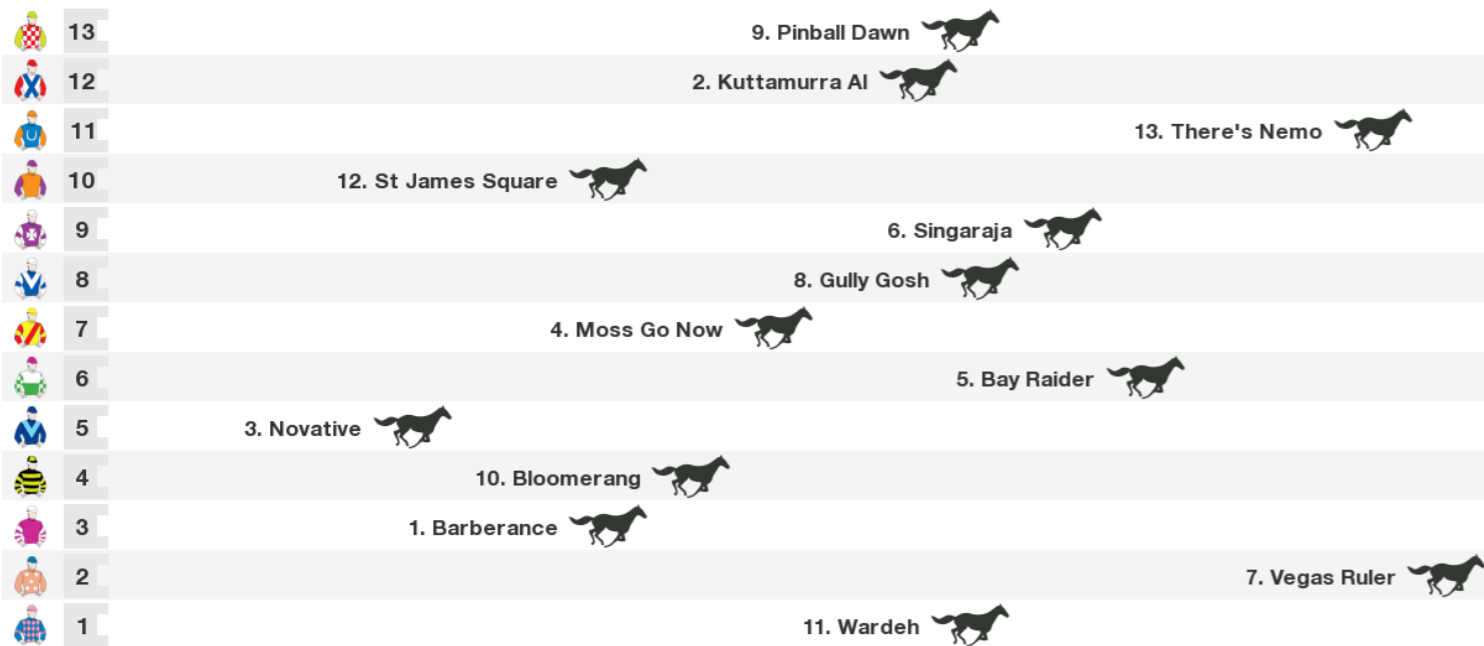 13 9. Pinball Dawn
12 2. Kuttamurra Al
11 13. There's Nemo
10 12. St James Square
9 6. Singaraja
8 8. Gully Gosh
7 4. Moss Go Now
6 5. Bay Raider
5 3. Novative
4 10. Bloomerang
3 1. Barberance
2 7. Vegas Ruler
1 11. Wardeh